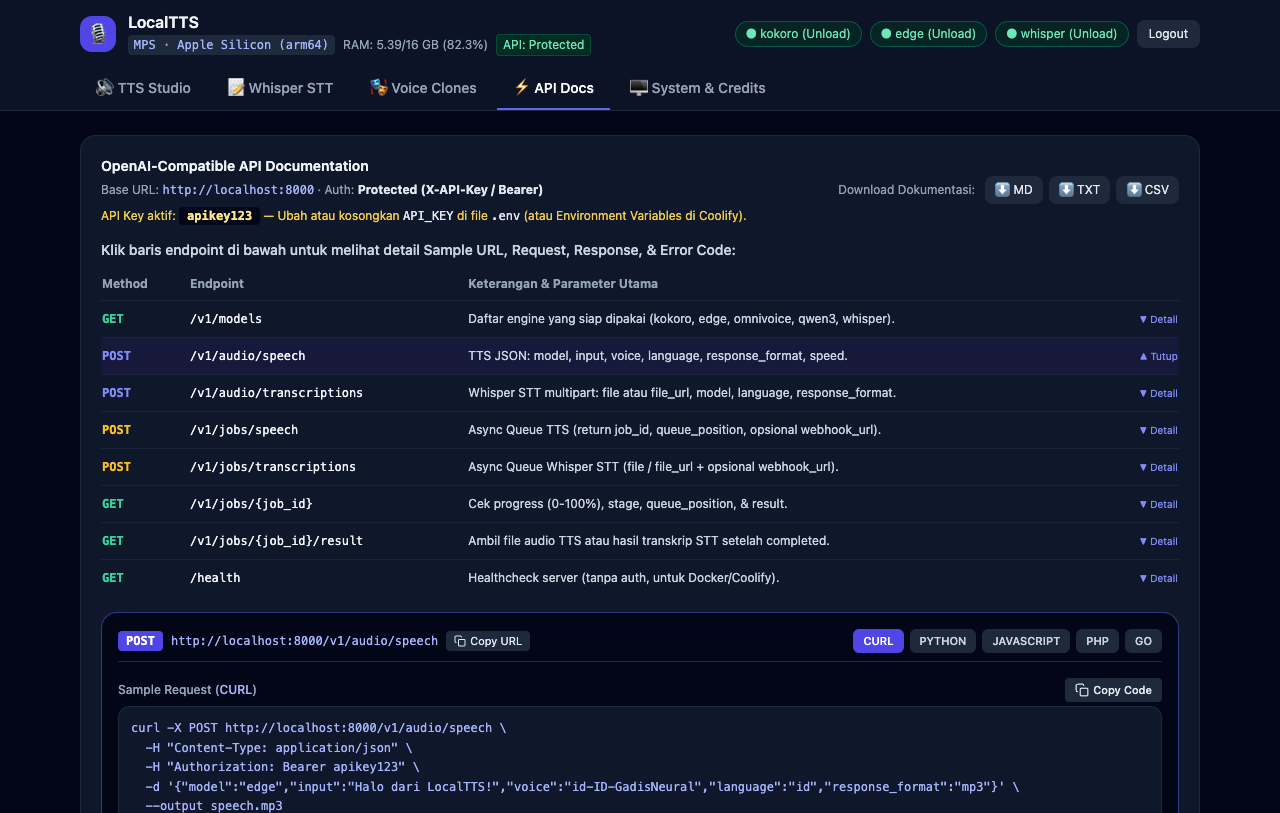 LocalTTS
MPS · Apple Silicon (arm64) RAM: 5.39/16 GB (82.3%) API: Protected
kokoro (Unload) edge (Unload) whisper (Unload) Logout
TTS Studio Whisper STT Voice Clones API Docs System & Credits
OpenAI-Compatible API Documentation
Base URL: http://localhost:8000 · Auth: Protected (X-API-Key / Bearer)
Download Dokumentasi: MD TXT CSV
API Key aktif: apikey123 — Ubah atau kosongkan API_KEY di file .env (atau Environment Variables di Coolify).
Klik baris endpoint di bawah untuk melihat detail Sample URL, Request, Response, & Error Code:
Method Endpoint Keterangan & Parameter Utama
GET /v1/models Daftar engine yang siap dipakai (kokoro, edge, omnivoice, qwen3, whisper). ▼ Detail
POST /v1/audio/speech TTS JSON: model, input, voice, language, response_format, speed. ▲ Tutup
POST /v1/audio/transcriptions Whisper STT multipart: file atau file_url, model, language, response_format. ▼ Detail
POST /v1/jobs/speech Async Queue TTS (return job_id, queue_position, opsional webhook_url). ▼ Detail
POST /v1/jobs/transcriptions Async Queue Whisper STT (file / file_url + opsional webhook_url). ▼ Detail
GET /v1/jobs/{job_id} Cek progress (0-100%), stage, queue_position, & result. ▼ Detail
GET /v1/jobs/{job_id}/result Ambil file audio TTS atau hasil transkrip STT setelah completed. ▼ Detail
GET /health Healthcheck server (tanpa auth, untuk Docker/Coolify). ▼ Detail
POST http://localhost:8000/v1/audio/speech Copy URL CURL PYTHON JAVASCRIPT PHP GO
Sample Request (CURL) Copy Code
curl -X POST http://localhost:8000/v1/audio/speech \
-H "Content-Type: application/json" \
-H "Authorization: Bearer apikey123" \
-d '{"model":"edge","input":"Halo dari LocalTTS!","voice":"id-ID-GadisNeural","language":"id","response_format":"mp3"}' \
--output speech.mp3